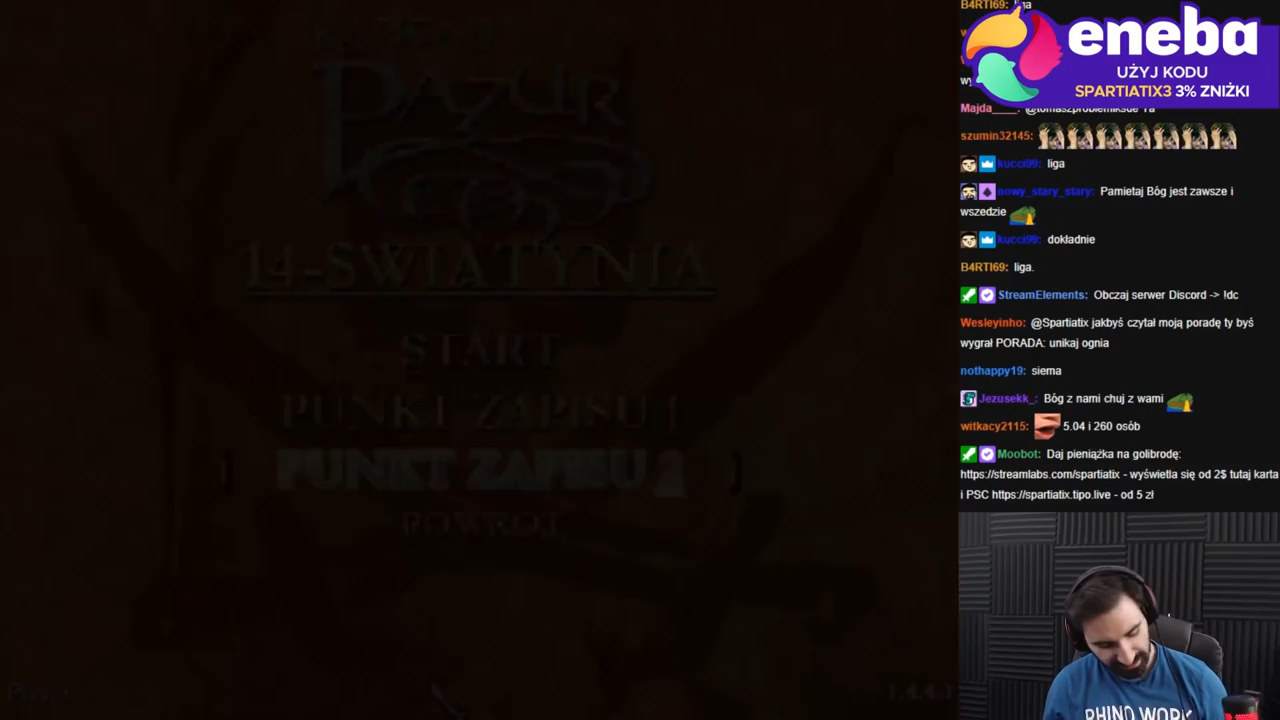 PAZUR
14-SWIATYNIA
START
PUNKT ZAPISU 1
[ PUNKT ZAPISU 2 ]
POWROT
B4RTI69: liga
eneba
UŻYJ KODU
SPARTIATIX3 3% ZNIŻKI
Majda____: @tomaszproblemiksde Ta
szumin32145:
kucci99: liga
nowy_stary_stary: Pamietaj Bóg jest zawsze i
wszedzie
kucci99: dokładnie
B4RTI69: liga.
StreamElements: Obczaj serwer Discord -> !dc
Wesleyinho: @Spartiatix jakbyś czytał moją poradę ty byś
wygrał PORADA: unikaj ognia
nothappy19: siema
Jezusekk_: Bóg z nami chuj z wami
witkacy2115: 5.04 i 260 osób
Moobot: Daj pieniążka na golibrodę:
https://streamlabs.com/spartiatix - wyświetla się od 2$ tutaj karta
i PSC https://spartiatix.tipo.live - od 5 zł
RHINO WORK